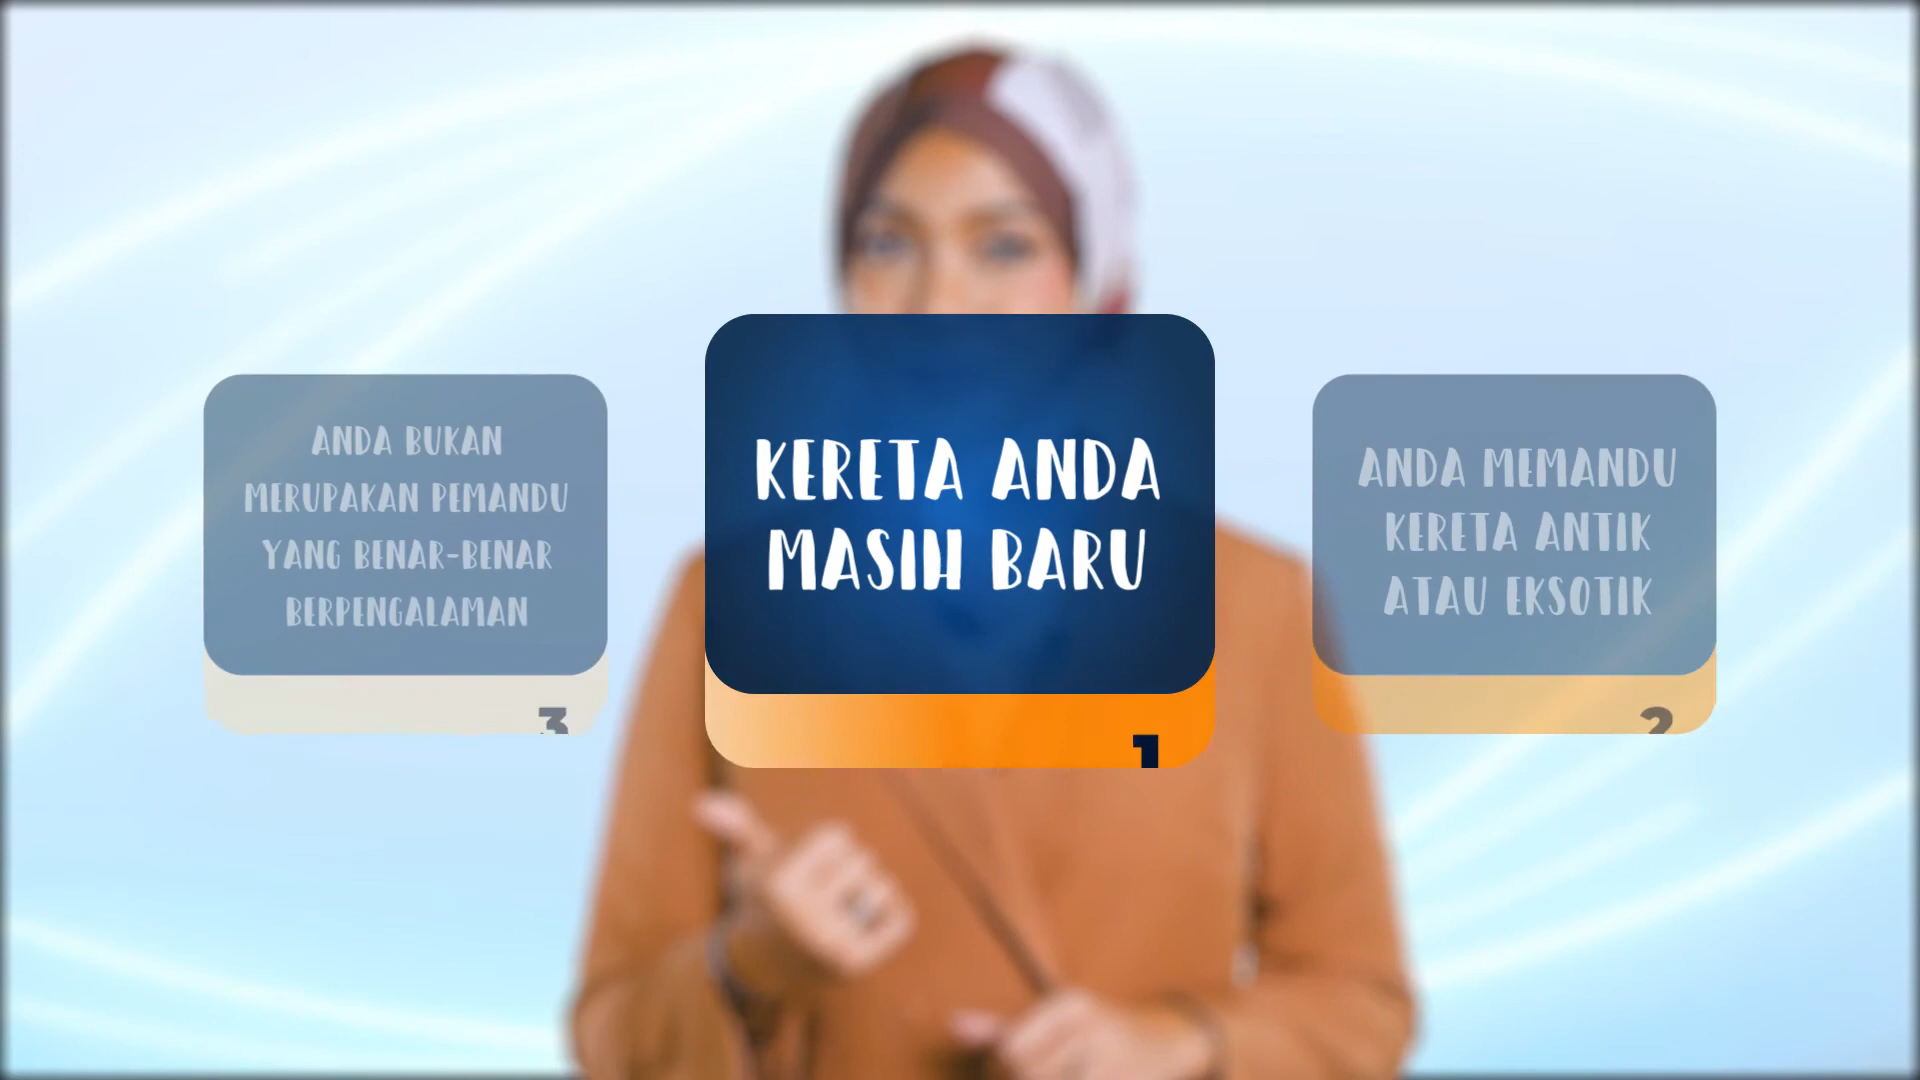 ANDA BUKAN
MERUPAKAN PEMANDU
YANG BENAR-BENAR
BERPENGALAMAN
3
KERETA ANDA
MASIH BARU
1
ANDA MEMANDU
KERETA ANTIK
ATAU EKSOTIK
2